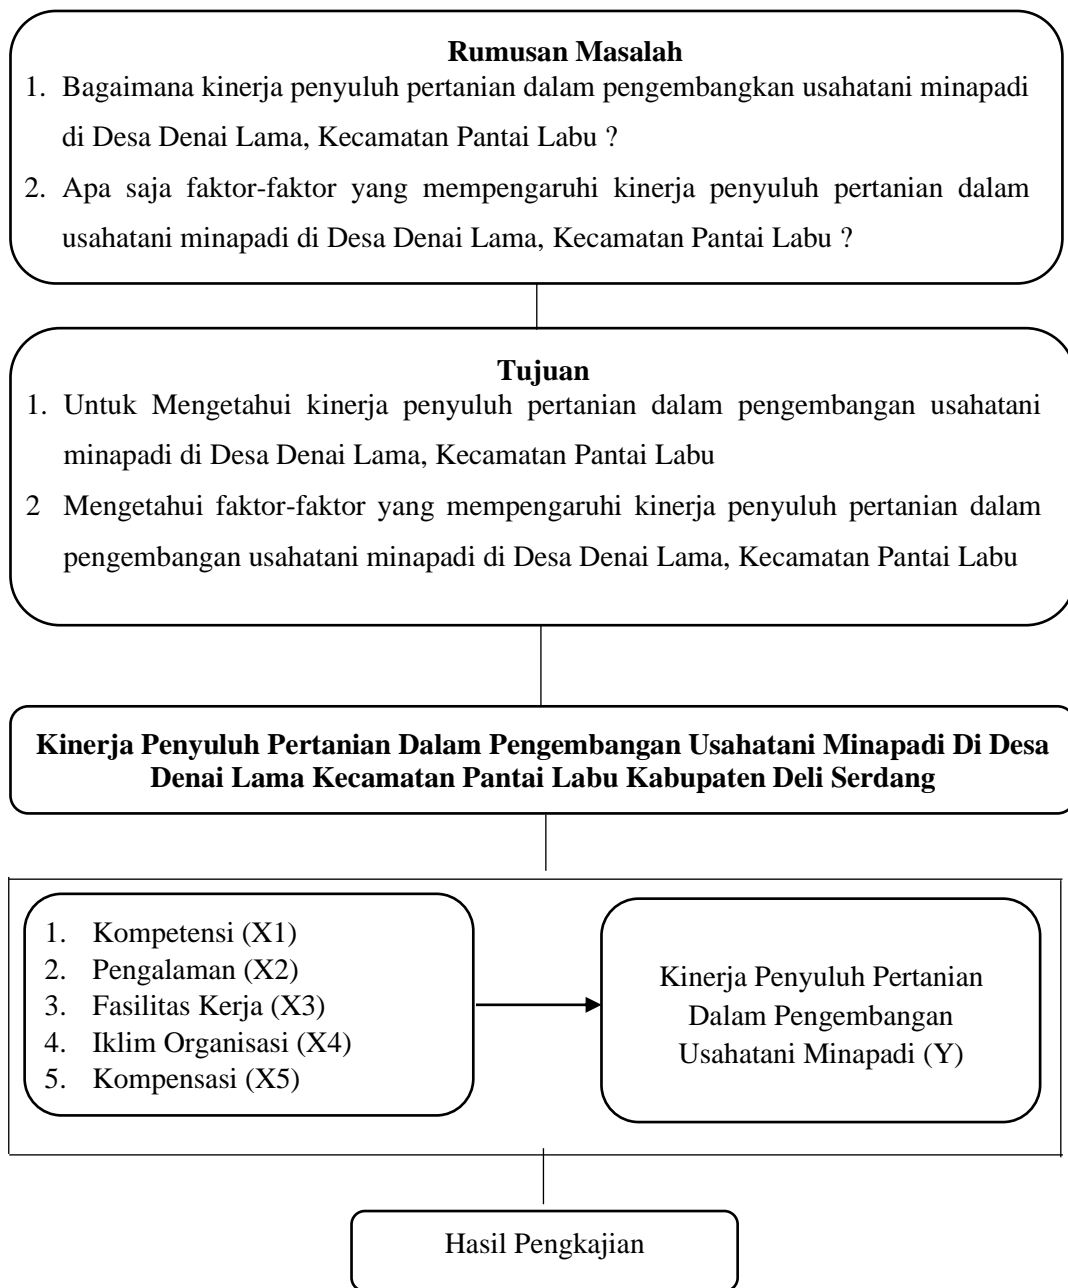 Rumusan Masalah
1. Bagaimana kinerja penyuluh pertanian dalam pengembangkan usahatani minapadi
di Desa Denai Lama, Kecamatan Pantai Labu ?
2. Apa saja faktor-faktor yang mempengaruhi kinerja penyuluh pertanian dalam
usahatani minapadi di Desa Denai Lama, Kecamatan Pantai Labu ?
Tujuan
1. Untuk Mengetahui kinerja penyuluh pertanian dalam pengembangan usahatani
minapadi di Desa Denai Lama, Kecamatan Pantai Labu
2 Mengetahui faktor-faktor yang mempengaruhi kinerja penyuluh pertanian dalam
pengembangan usahatani minapadi di Desa Denai Lama, Kecamatan Pantai Labu
Kinerja Penyuluh Pertanian Dalam Pengembangan Usahatani Minapadi Di Desa
Denai Lama Kecamatan Pantai Labu Kabupaten Deli Serdang
1. Kompetensi (X1)
2. Pengalaman (X2)
3. Fasilitas Kerja (X3)
4. Iklim Organisasi (X4)
5. Kompensasi (X5)
Kinerja Penyuluh Pertanian
Dalam Pengembangan
Usahatani Minapadi (Y)
Hasil Pengkajian